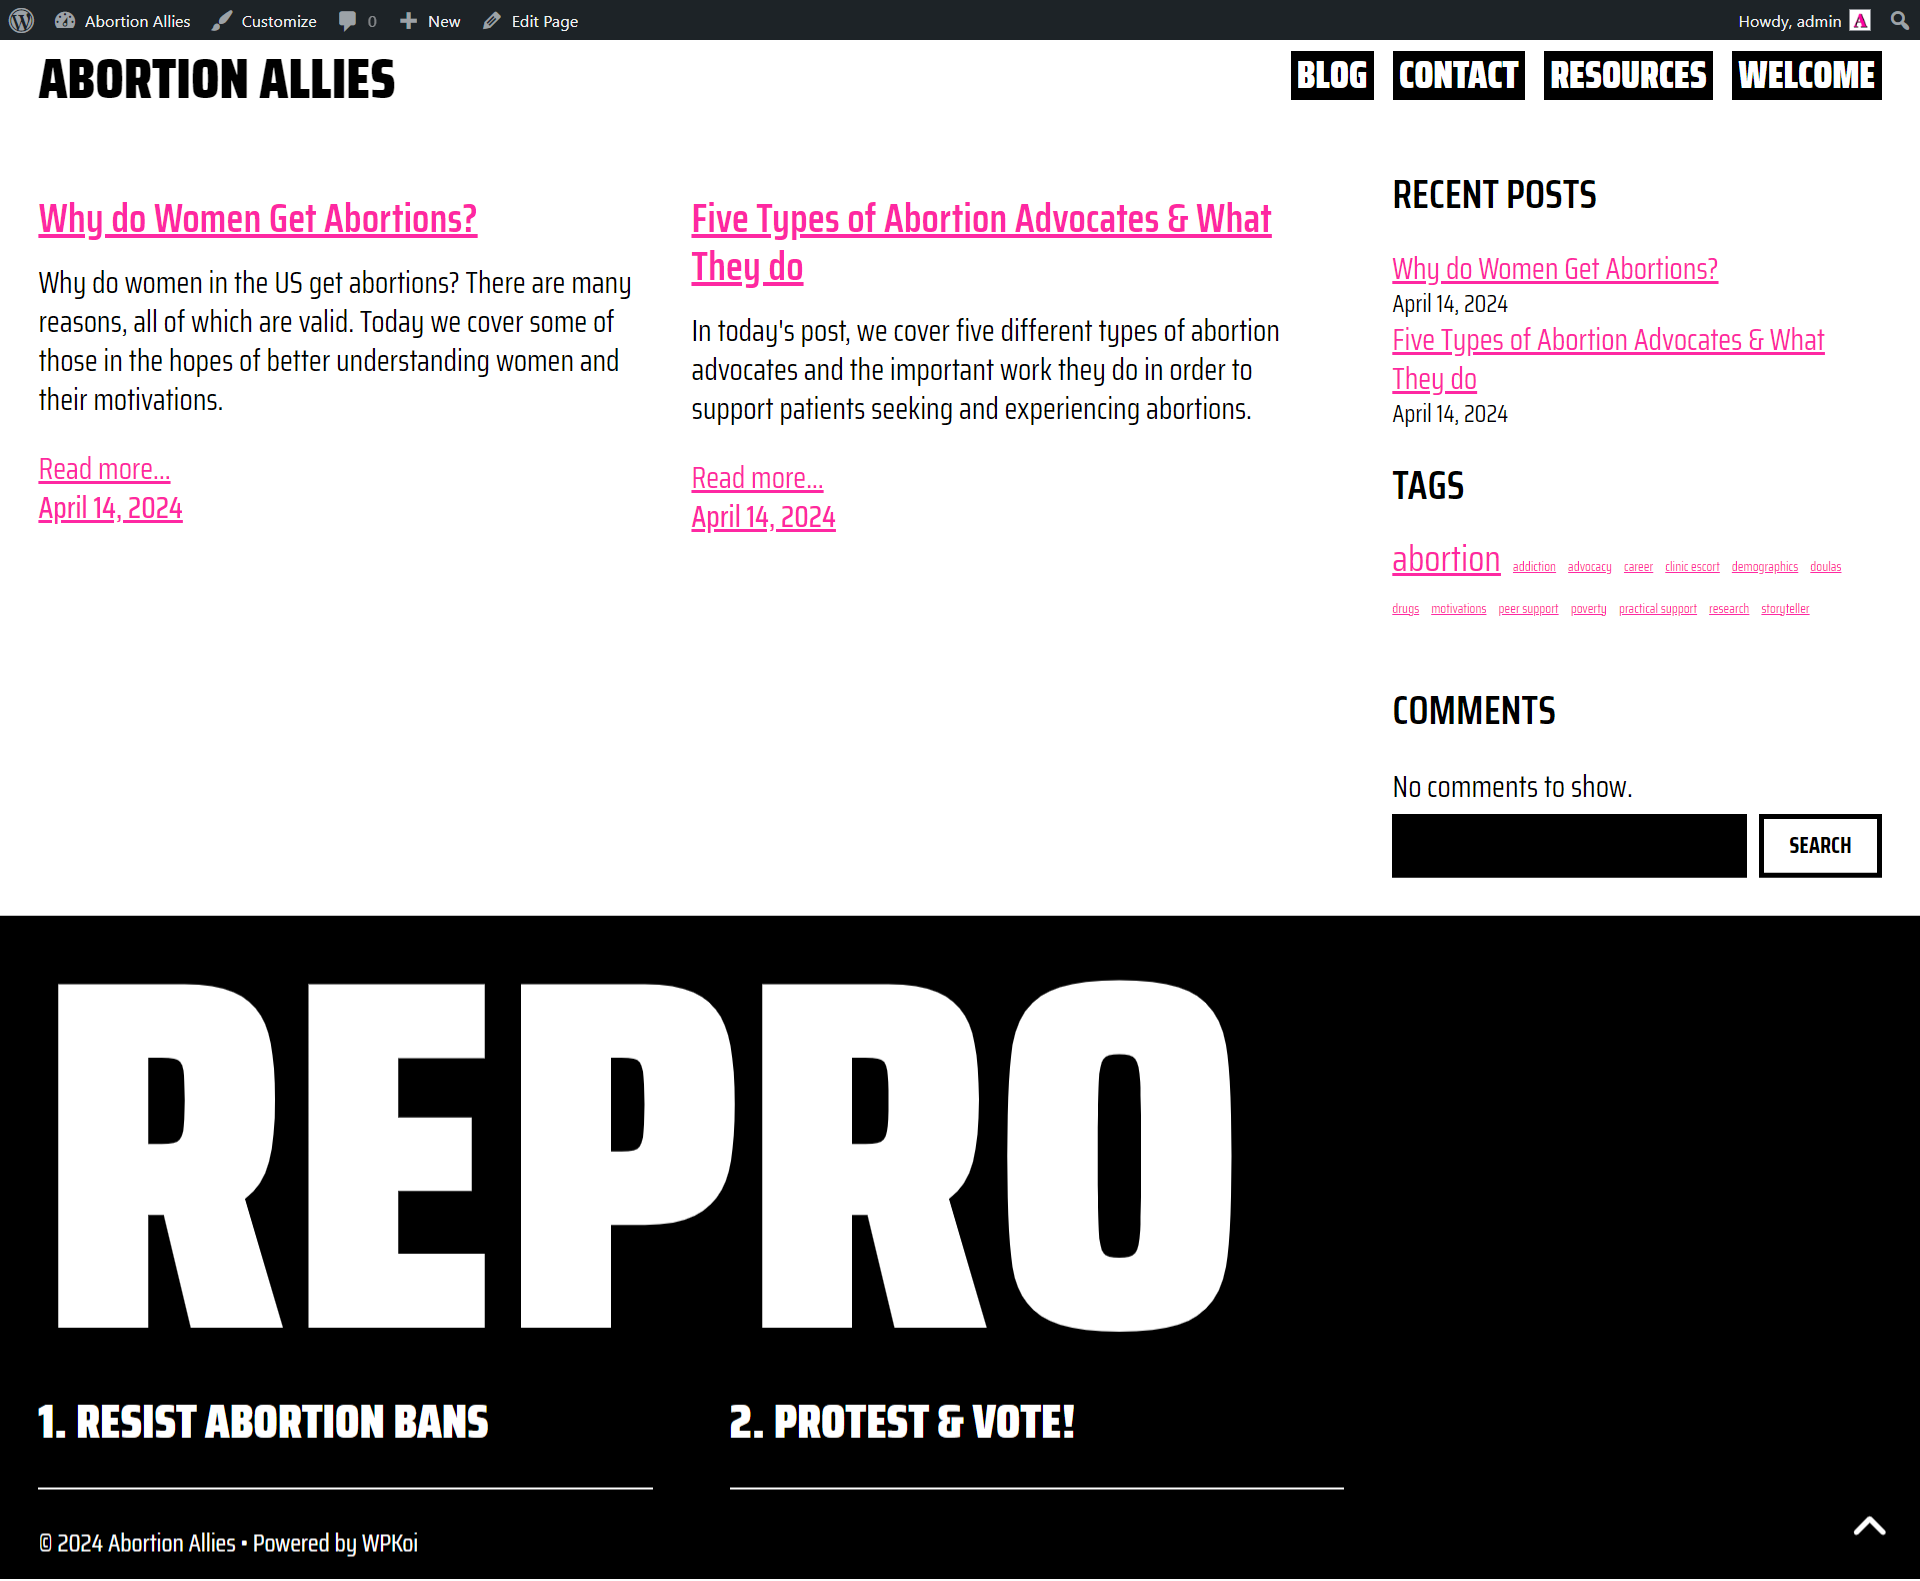 Abortion Allies Customize 0 New Edit Page Howdy, admin
ABORTION ALLIES
BLOG CONTACT RESOURCES WELCOME
Why do Women Get Abortions?
Why do women in the US get abortions? There are many
reasons, all of which are valid. Today we cover some of
those in the hopes of better understanding women and
their motivations.
Read more...
April 14, 2024
Five Types of Abortion Advocates & What
They do
In today's post, we cover five different types of abortion
advocates and the important work they do in order to
support patients seeking and experiencing abortions.
Read more...
April 14, 2024
RECENT POSTS
Why do Women Get Abortions?
April 14, 2024
Five Types of Abortion Advocates & What
They do
April 14, 2024
TAGS
abortion addiction advocacy career clinic escort demographics doulas
drugs motivations peer support poverty practical support research storyteller
COMMENTS
No comments to show.
SEARCH
REPRO
1. RESIST ABORTION BANS
2. PROTEST & VOTE!
© 2024 Abortion Allies • Powered by WPKoi